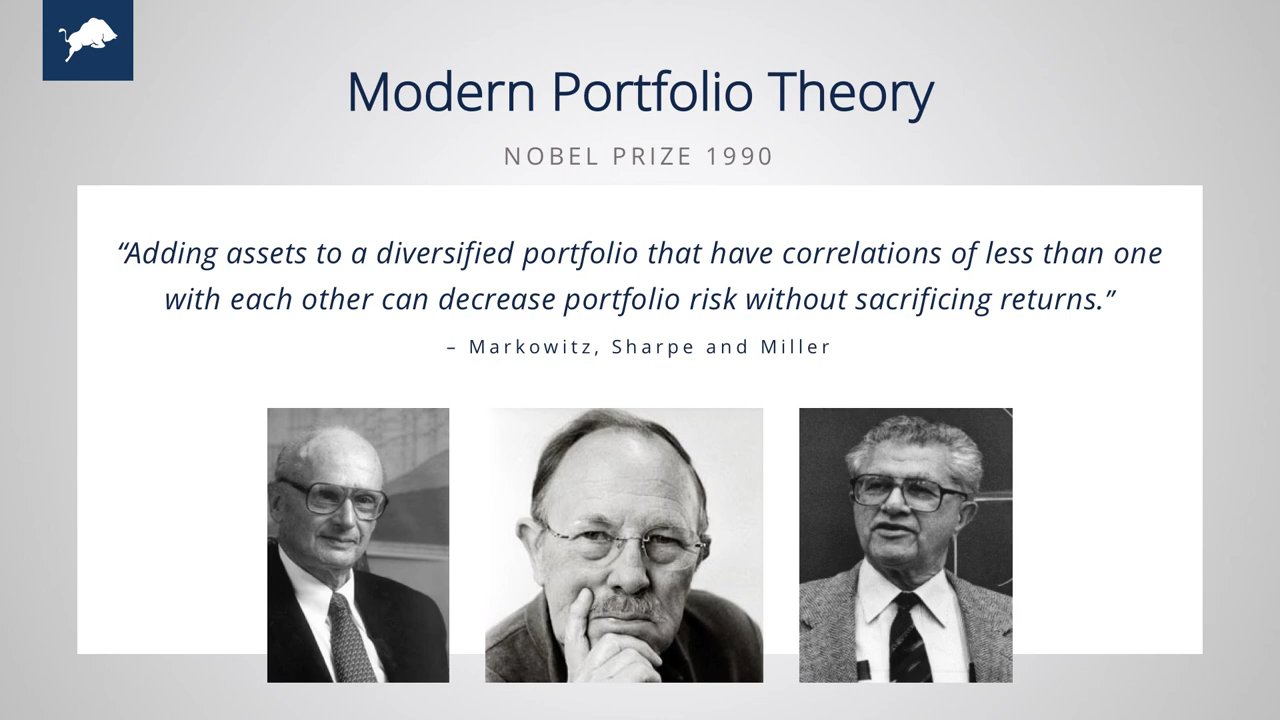 Modern Portfolio Theory
NOBEL PRIZE 1990
“Adding assets to a diversified portfolio that have correlations of less than one
with each other can decrease portfolio risk without sacrificing returns.”
– Markowitz, Sharpe and Miller